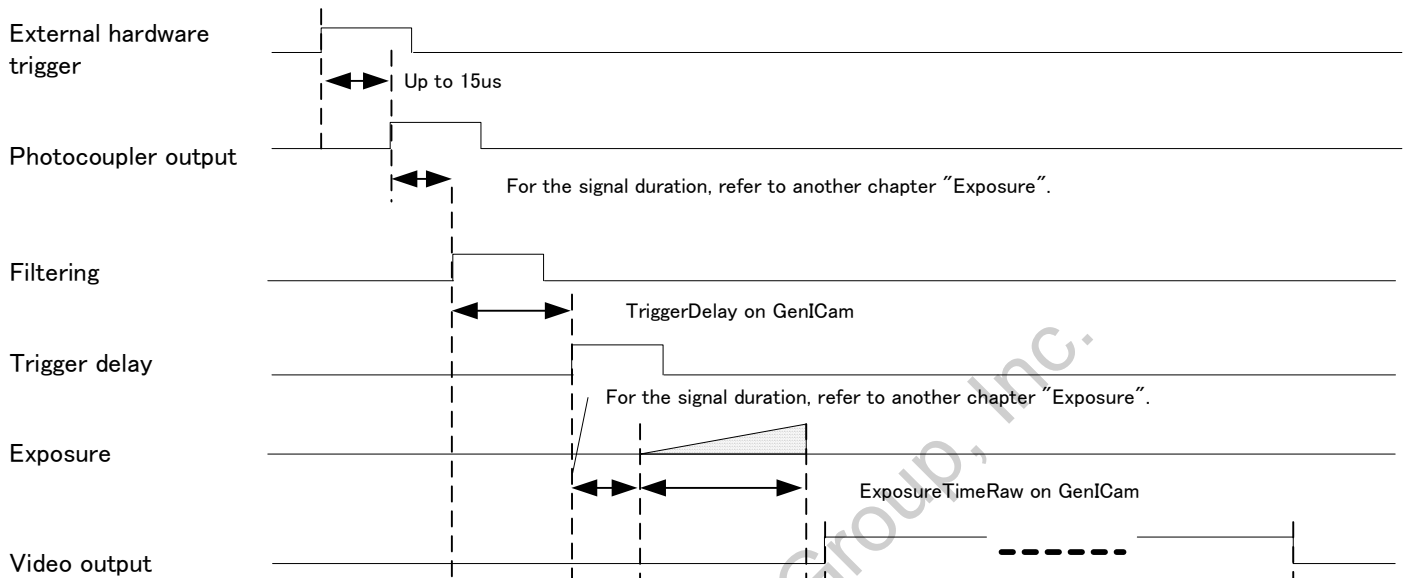 External hardware
trigger
Up to 15us
Photocoupler output
For the signal duration, refer to another chapter "Exposure".
Filtering
TriggerDelay on GenICam
Trigger delay
For the signal duration, refer to another chapter "Exposure".
Exposure
ExposureTimeRaw on GenICam
Video output
Group, Inc.